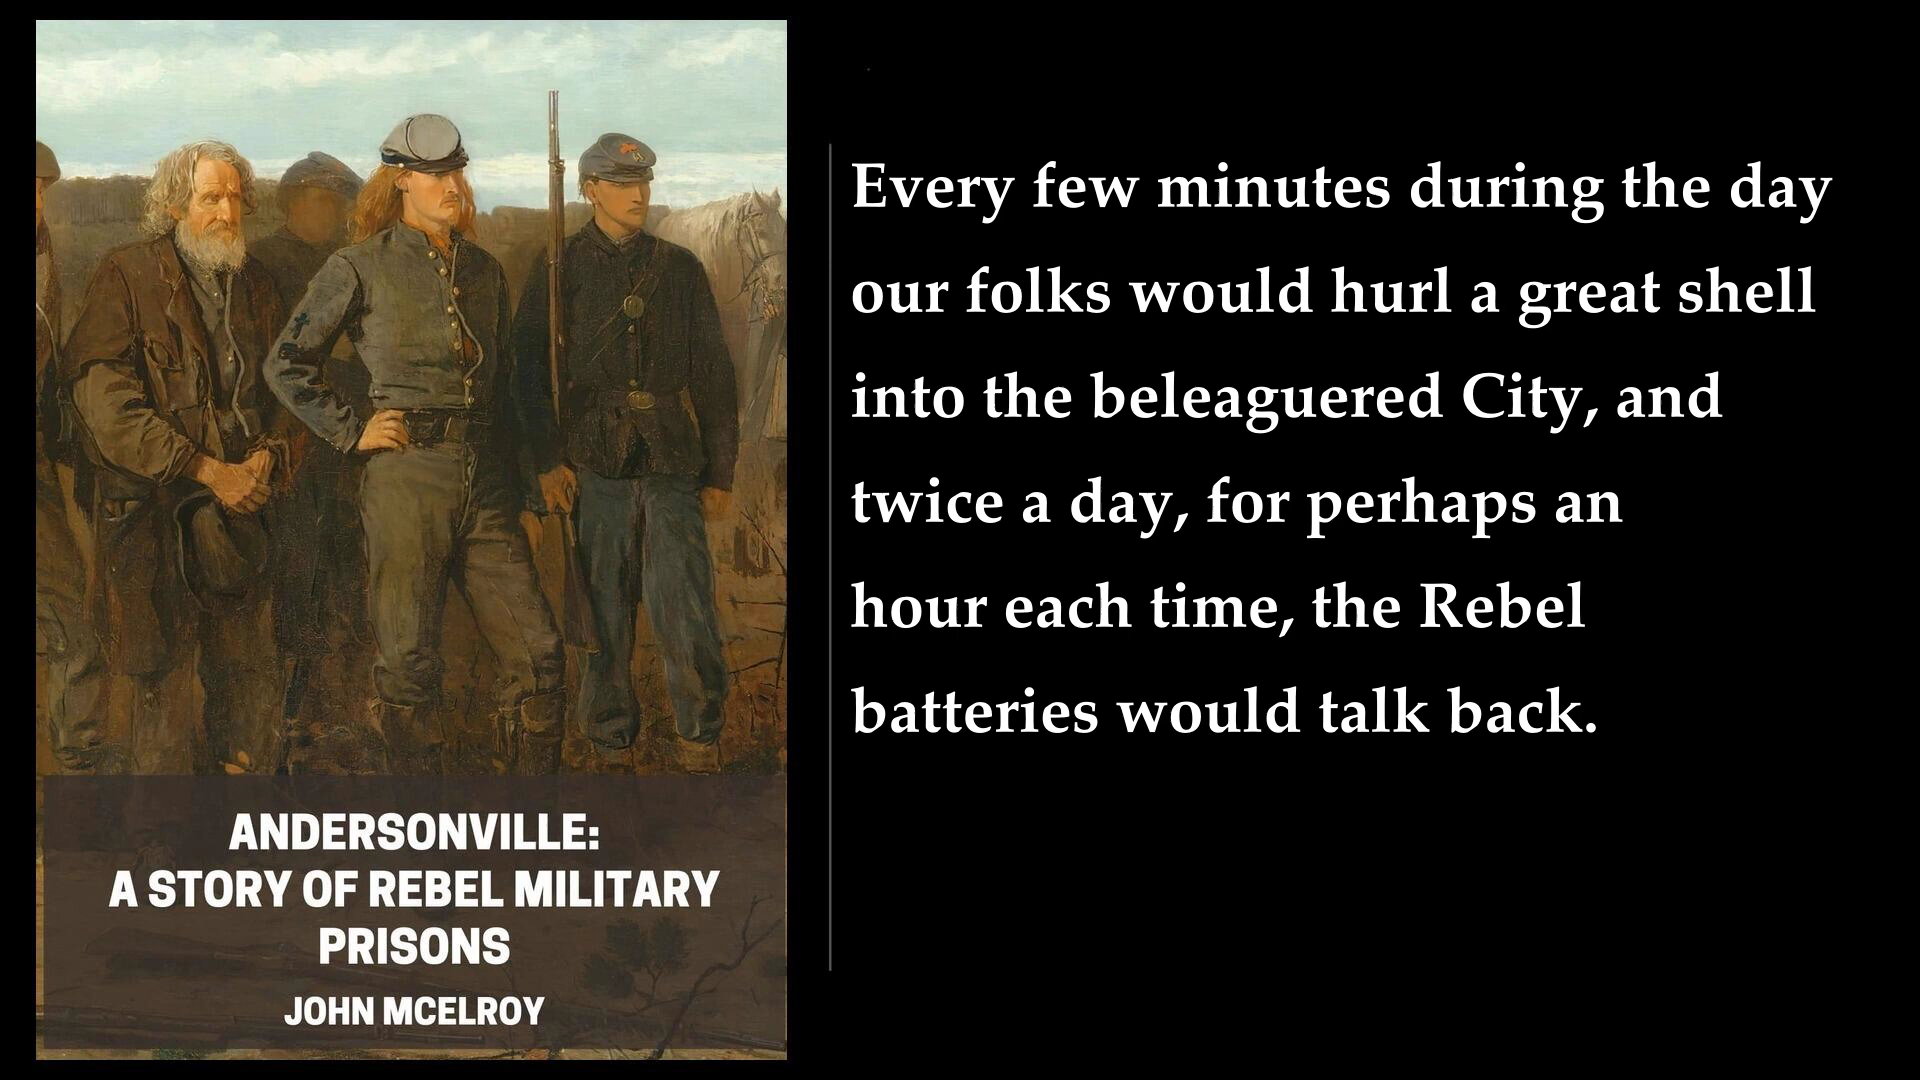 Every few minutes during the day
our folks would hurl a great shell
into the beleaguered City, and
twice a day, for perhaps an
hour each time, the Rebel
batteries would talk back.
ANDERSONVILLE:
A STORY OF REBEL MILITARY
PRISONS
JOHN MCELROY